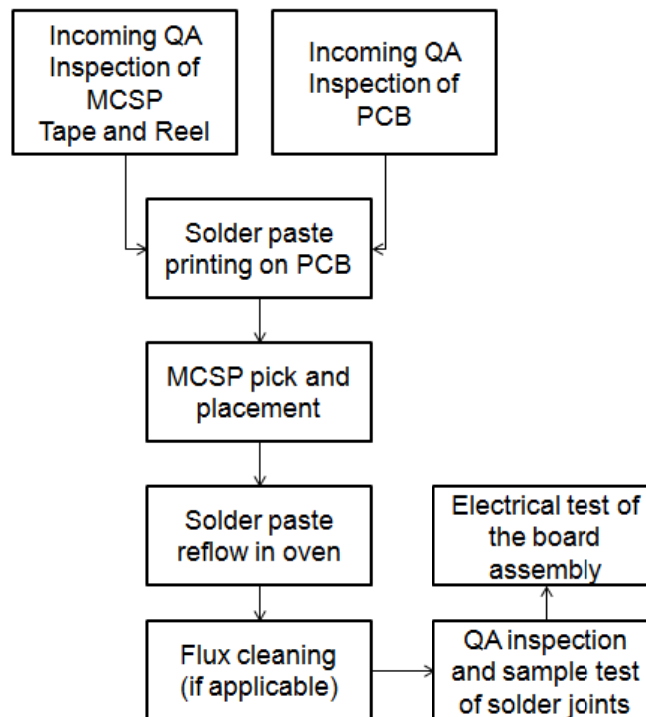 Incoming QA
Inspection of
MCSP
Tape and Reel
Incoming QA
Inspection of
PCB
Solder paste
printing on PCB
MCSP pick and
placement
Solder paste
reflow in oven
Flux cleaning
(if applicable)
QA inspection
and sample test
of solder joints
Electrical test of
the board
assembly